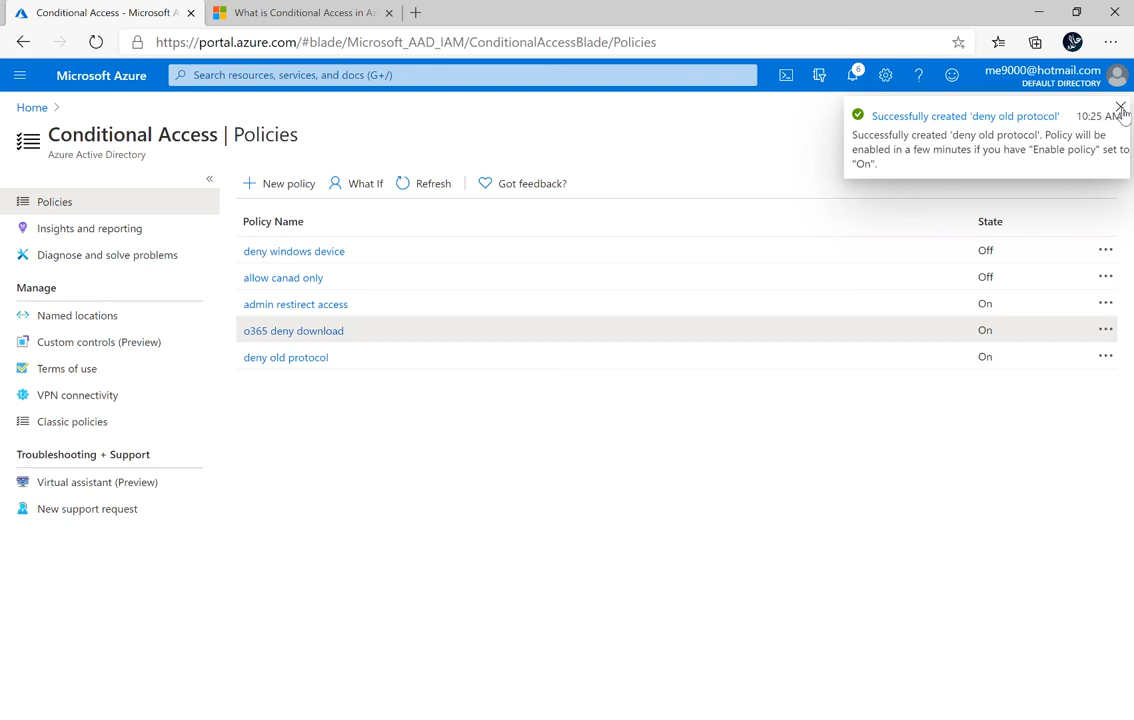 Conditional Access - Microsoft A
What is Conditional Access in Az
https://portal.azure.com/#blade/Microsoft_AAD_IAM/ConditionalAccessBlade/Policies
Microsoft Azure
Search resources, services, and docs (G+/)
6
me9000@hotmail.com
DEFAULT DIRECTORY
Home
Conditional Access | Policies
Azure Active Directory
Successfully created 'deny old protocol'
10:25 AM
Successfully created 'deny old protocol'. Policy will be
enabled in a few minutes if you have "Enable policy" set to
"On".
Policies
Insights and reporting
Diagnose and solve problems
Manage
Named locations
Custom controls (Preview)
Terms of use
VPN connectivity
Classic policies
Troubleshooting + Support
Virtual assistant (Preview)
New support request
New policy What If Refresh Got feedback?
Policy Name State
deny windows device Off
allow canad only Off
admin restirect access On
o365 deny download On
deny old protocol On